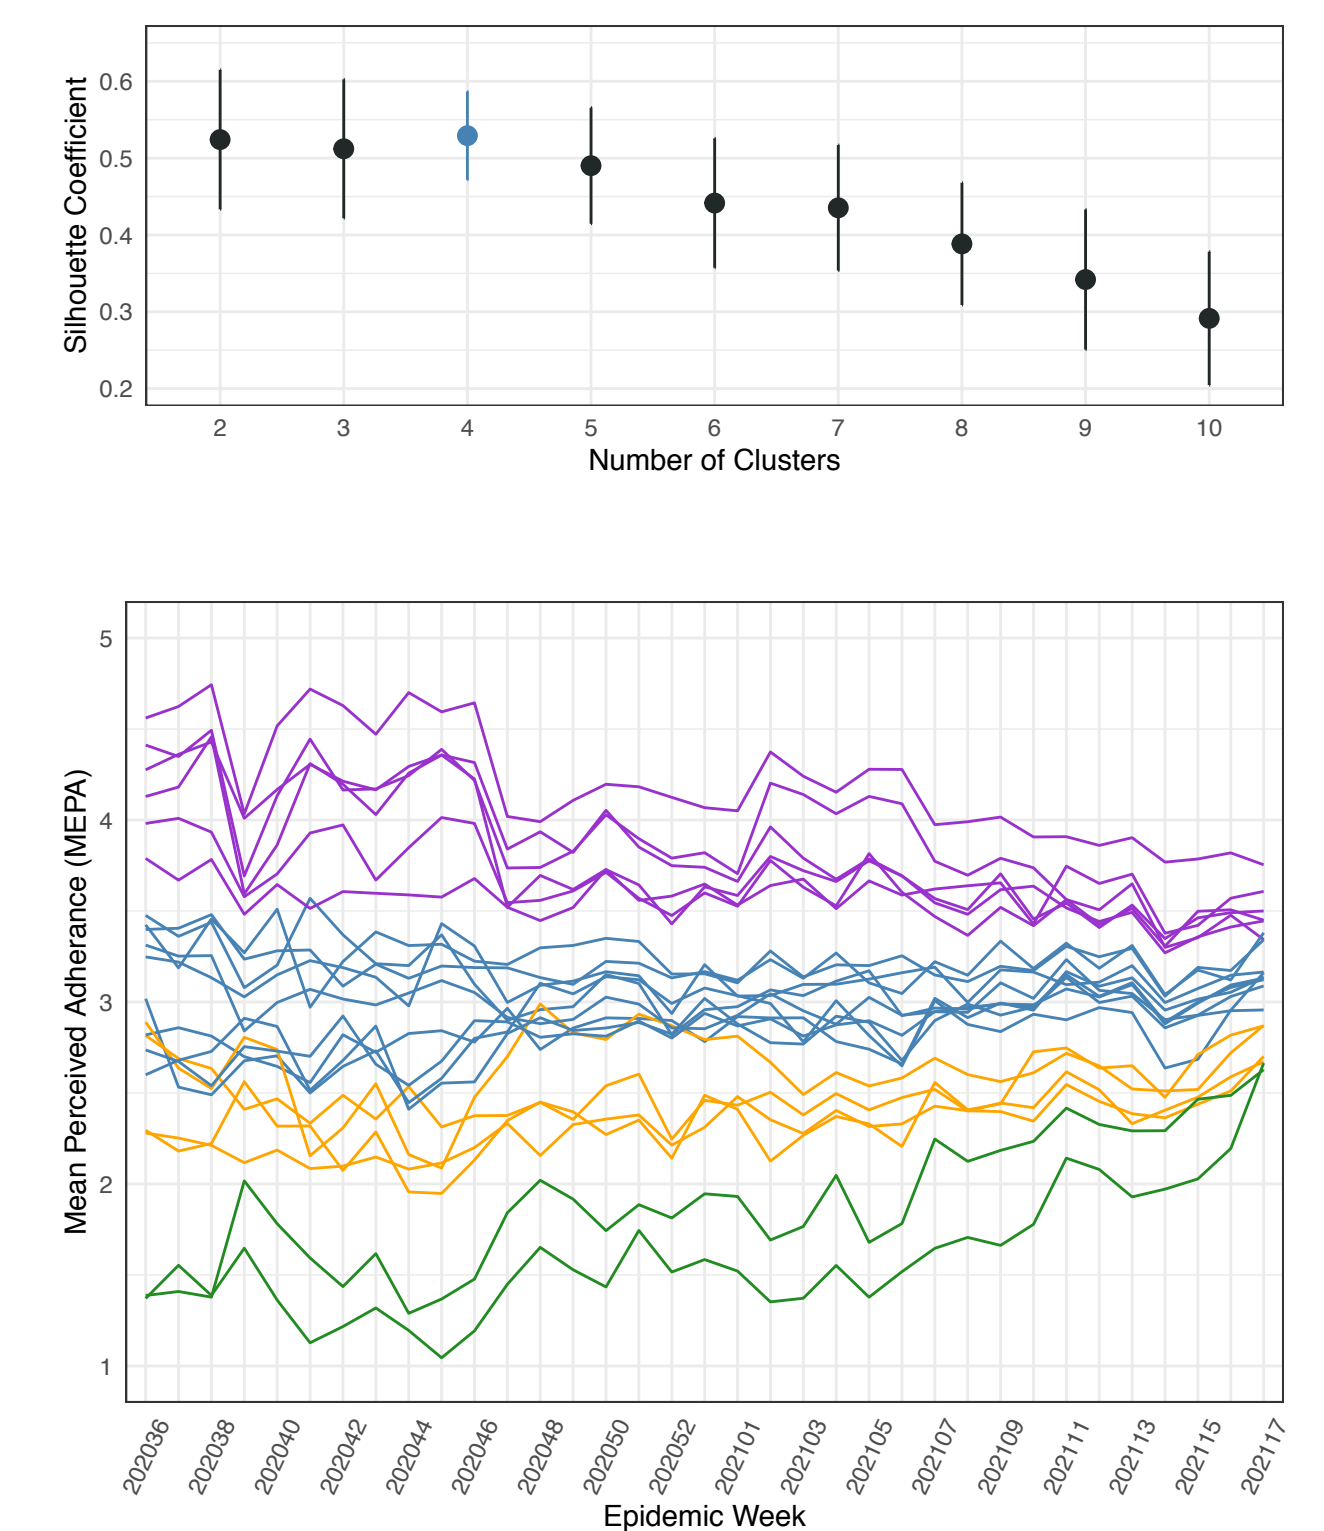 Silhouette Coefficient
0.6
0.5
0.4
0.3
0.2
2 3 4 5 6 7 8 9 10
Number of Clusters
Mean Perceived Adherance (MEPA)
5
4
3
2
1
202036 202038 202040 202042 202044 202046 202048 202050 202052 202101 202103 202105 202107 202109 202111 202113 202115 202117
Epidemic Week